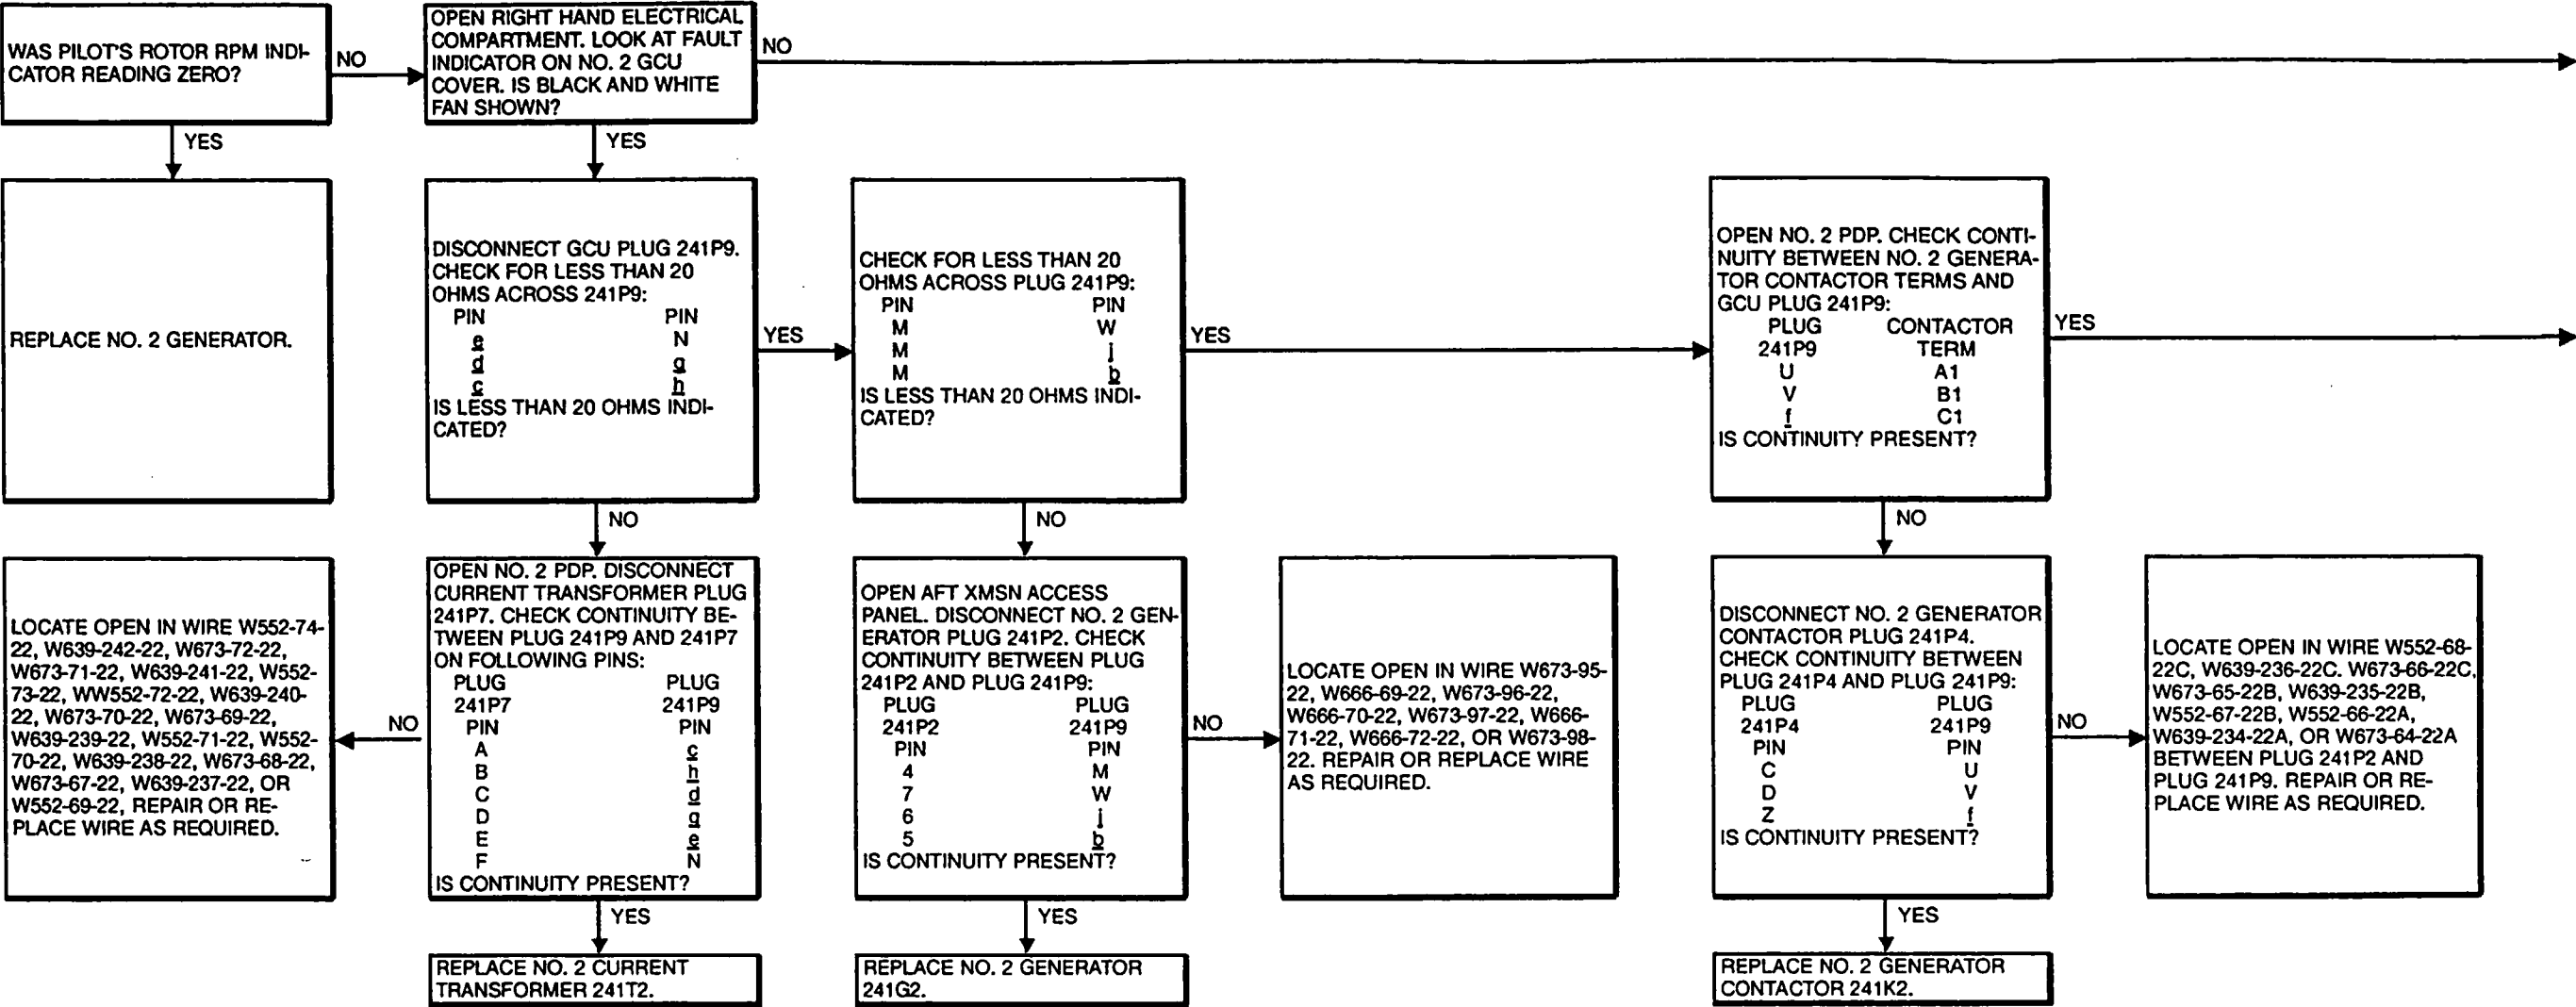 WAS PILOT'S ROTOR RPM INDI-
CATOR READING ZERO?
NO
YES
OPEN RIGHT HAND ELECTRICAL
COMPARTMENT. LOOK AT FAULT
INDICATOR ON NO. 2 GCU
COVER. IS BLACK AND WHITE
FAN SHOWN?
NO
YES
REPLACE NO. 2 GENERATOR.
DISCONNECT GCU PLUG 241P9.
CHECK FOR LESS THAN 20
OHMS ACROSS 241P9:
PIN PIN
e N
d g
c h
IS LESS THAN 20 OHMS INDI-
CATED?
YES
NO
CHECK FOR LESS THAN 20
OHMS ACROSS PLUG 241P9:
PIN PIN
M W
M j
M b
IS LESS THAN 20 OHMS INDI-
CATED?
YES
NO
OPEN NO. 2 PDP. CHECK CONTI-
NUITY BETWEEN NO. 2 GENERA-
TOR CONTACTOR TERMS AND
GCU PLUG 241P9:
PLUG CONTACTOR
241P9 TERM
U A1
V B1
f C1
IS CONTINUITY PRESENT?
YES
NO
LOCATE OPEN IN WIRE W552-74-
22, W639-242-22, W673-72-22,
W673-71-22, W639-241-22, W552-
73-22, WW552-72-22, W639-240-
22, W673-70-22, W673-69-22,
W639-239-22, W552-71-22, W552-
70-22, W639-238-22, W673-68-22,
W673-67-22, W639-237-22, OR
W552-69-22, REPAIR OR RE-
PLACE WIRE AS REQUIRED.
NO
OPEN NO. 2 PDP. DISCONNECT
CURRENT TRANSFORMER PLUG
241P7. CHECK CONTINUITY BE-
TWEEN PLUG 241P9 AND 241P7
ON FOLLOWING PINS:
PLUG PLUG
241P7 241P9
PIN PIN
A c
B h
C d
D g
E e
F N
IS CONTINUITY PRESENT?
YES
OPEN AFT XMSN ACCESS
PANEL. DISCONNECT NO. 2 GEN-
ERATOR PLUG 241P2. CHECK
CONTINUITY BETWEEN PLUG
241P2 AND PLUG 241P9:
PLUG PLUG
241P2 241P9
PIN PIN
4 M
7 W
6 j
5 b
IS CONTINUITY PRESENT?
NO
YES
LOCATE OPEN IN WIRE W673-95-
22, W666-69-22, W673-96-22,
W666-70-22, W673-97-22, W666-
71-22, W666-72-22, OR W673-98-
22. REPAIR OR REPLACE WIRE
AS REQUIRED.
DISCONNECT NO. 2 GENERATOR
CONTACTOR PLUG 241P4.
CHECK CONTINUITY BETWEEN
PLUG 241P4 AND PLUG 241P9:
PLUG PLUG
241P4 241P9
PIN PIN
C U
D V
Z f
IS CONTINUITY PRESENT?
NO
YES
LOCATE OPEN IN WIRE W552-68-
22C, W639-236-22C. W673-66-22C,
W673-65-22B, W639-235-22B,
W552-67-22B, W552-66-22A,
W639-234-22A, OR W673-64-22A
BETWEEN PLUG 241P2 AND
PLUG 241P9. REPAIR OR RE-
PLACE WIRE AS REQUIRED.
REPLACE NO. 2 CURRENT
TRANSFORMER 241T2.
REPLACE NO. 2 GENERATOR
241G2.
REPLACE NO. 2 GENERATOR
CONTACTOR 241K2.